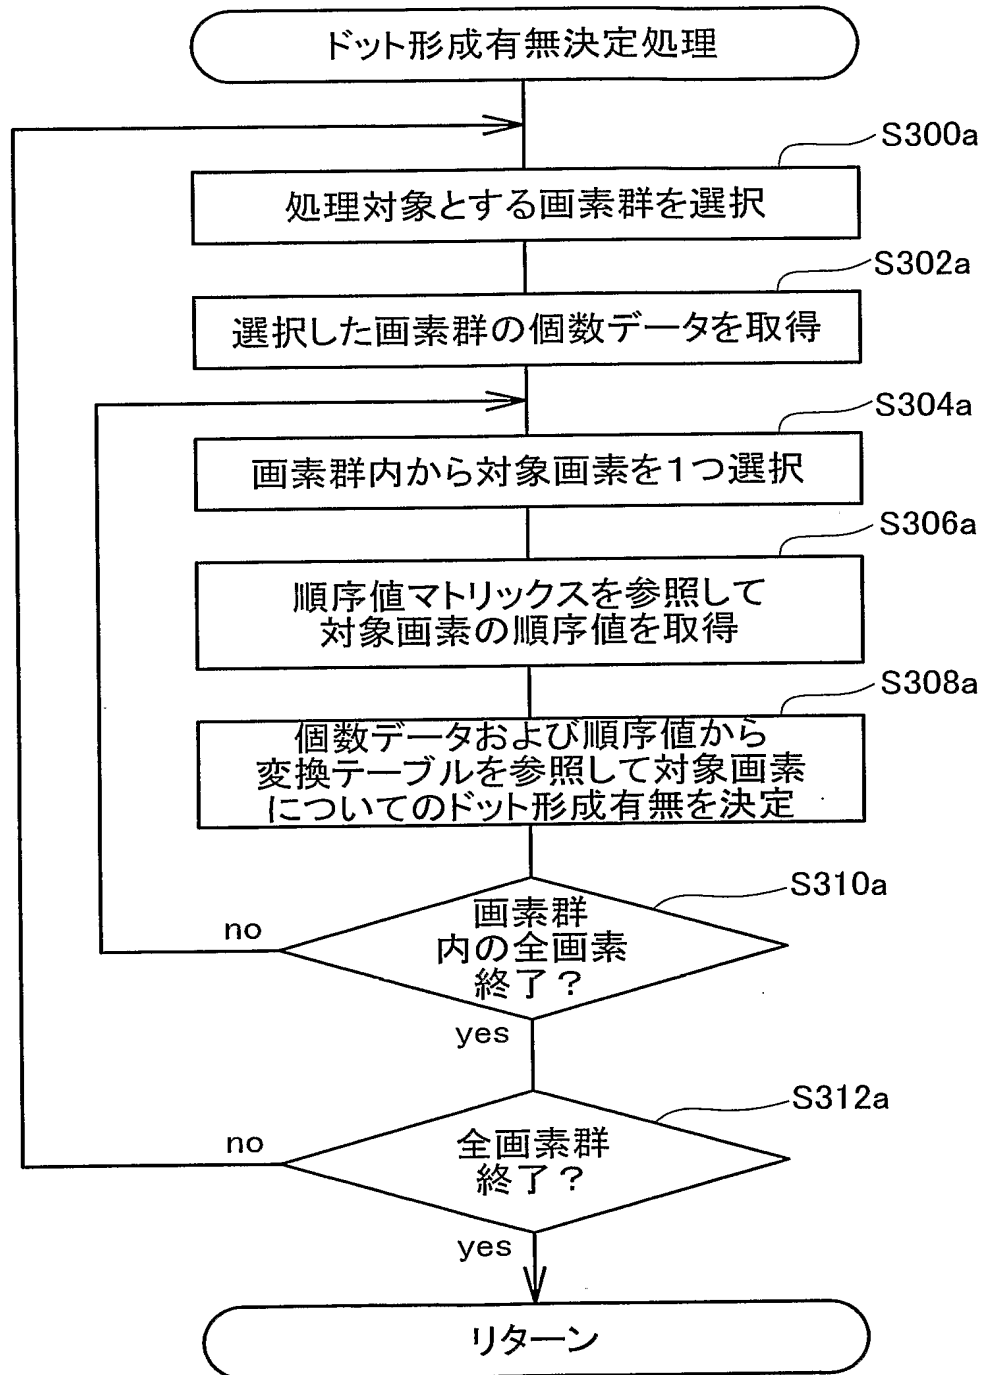 ドット形成有無決定処理
S300a
処理対象とする画素群を選択
S302a
選択した画素群の個数データを取得
S304a
画素群内から対象画素を1つ選択
S306a
順序値マトリックスを参照して
対象画素の順序値を取得
S308a
個数データおよび順序値から
変換テーブルを参照して対象画素
についてのドット形成有無を決定
S310a
画素群
内の全画素
終了?
no
yes
S312a
全画素群
終了?
no
yes
リターン